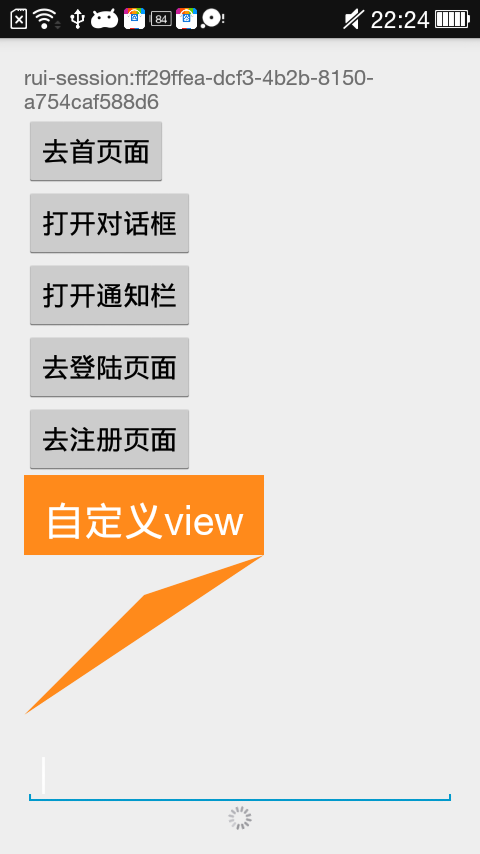 84
22:24
rui-session:ff29ffea-dcf3-4b2b-8150-
a754caf588d6
去首页面
打开对话框
打开通知栏
去登陆页面
去注册页面
自定义view